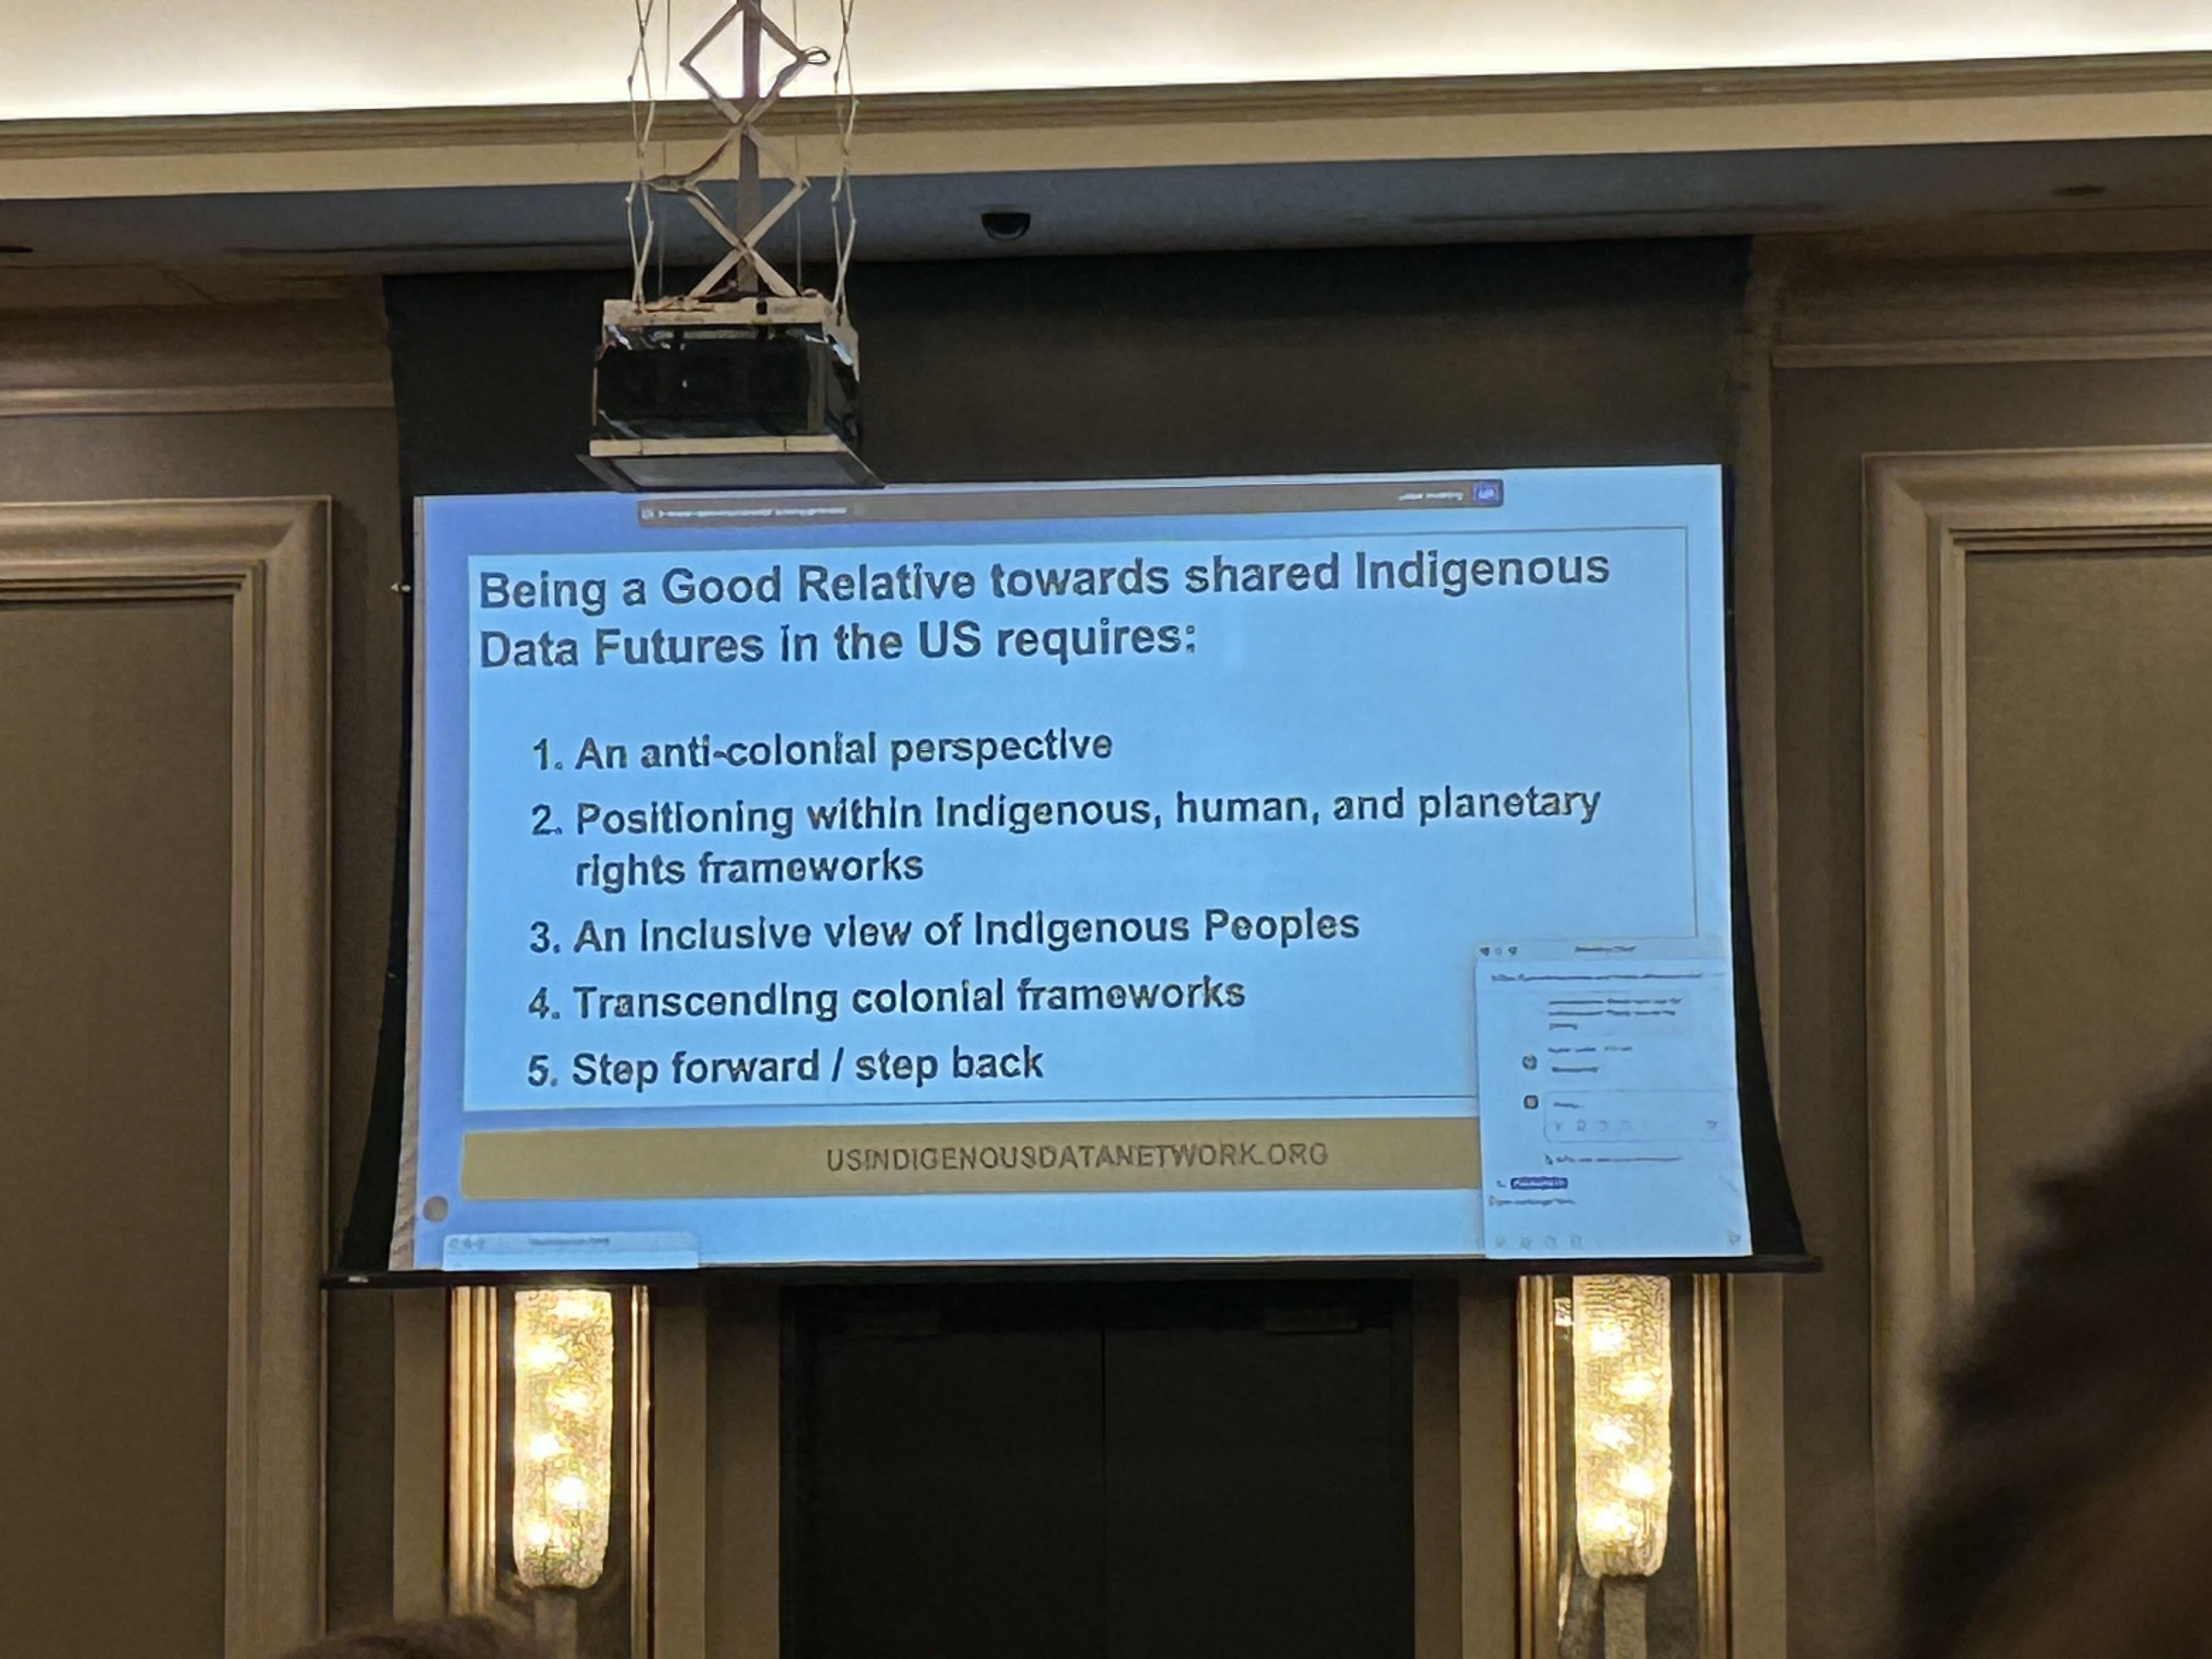 Being a Good Relative towards shared Indigenous
Data Futures in the US requires:
1. An anti-colonial perspective
2. Positioning within Indigenous, human, and planetary
rights frameworks
3. An inclusive view of Indigenous Peoples
4. Transcending colonial frameworks
5. Step forward / step back
USINDIGENOUSDATANETWORK.ORG